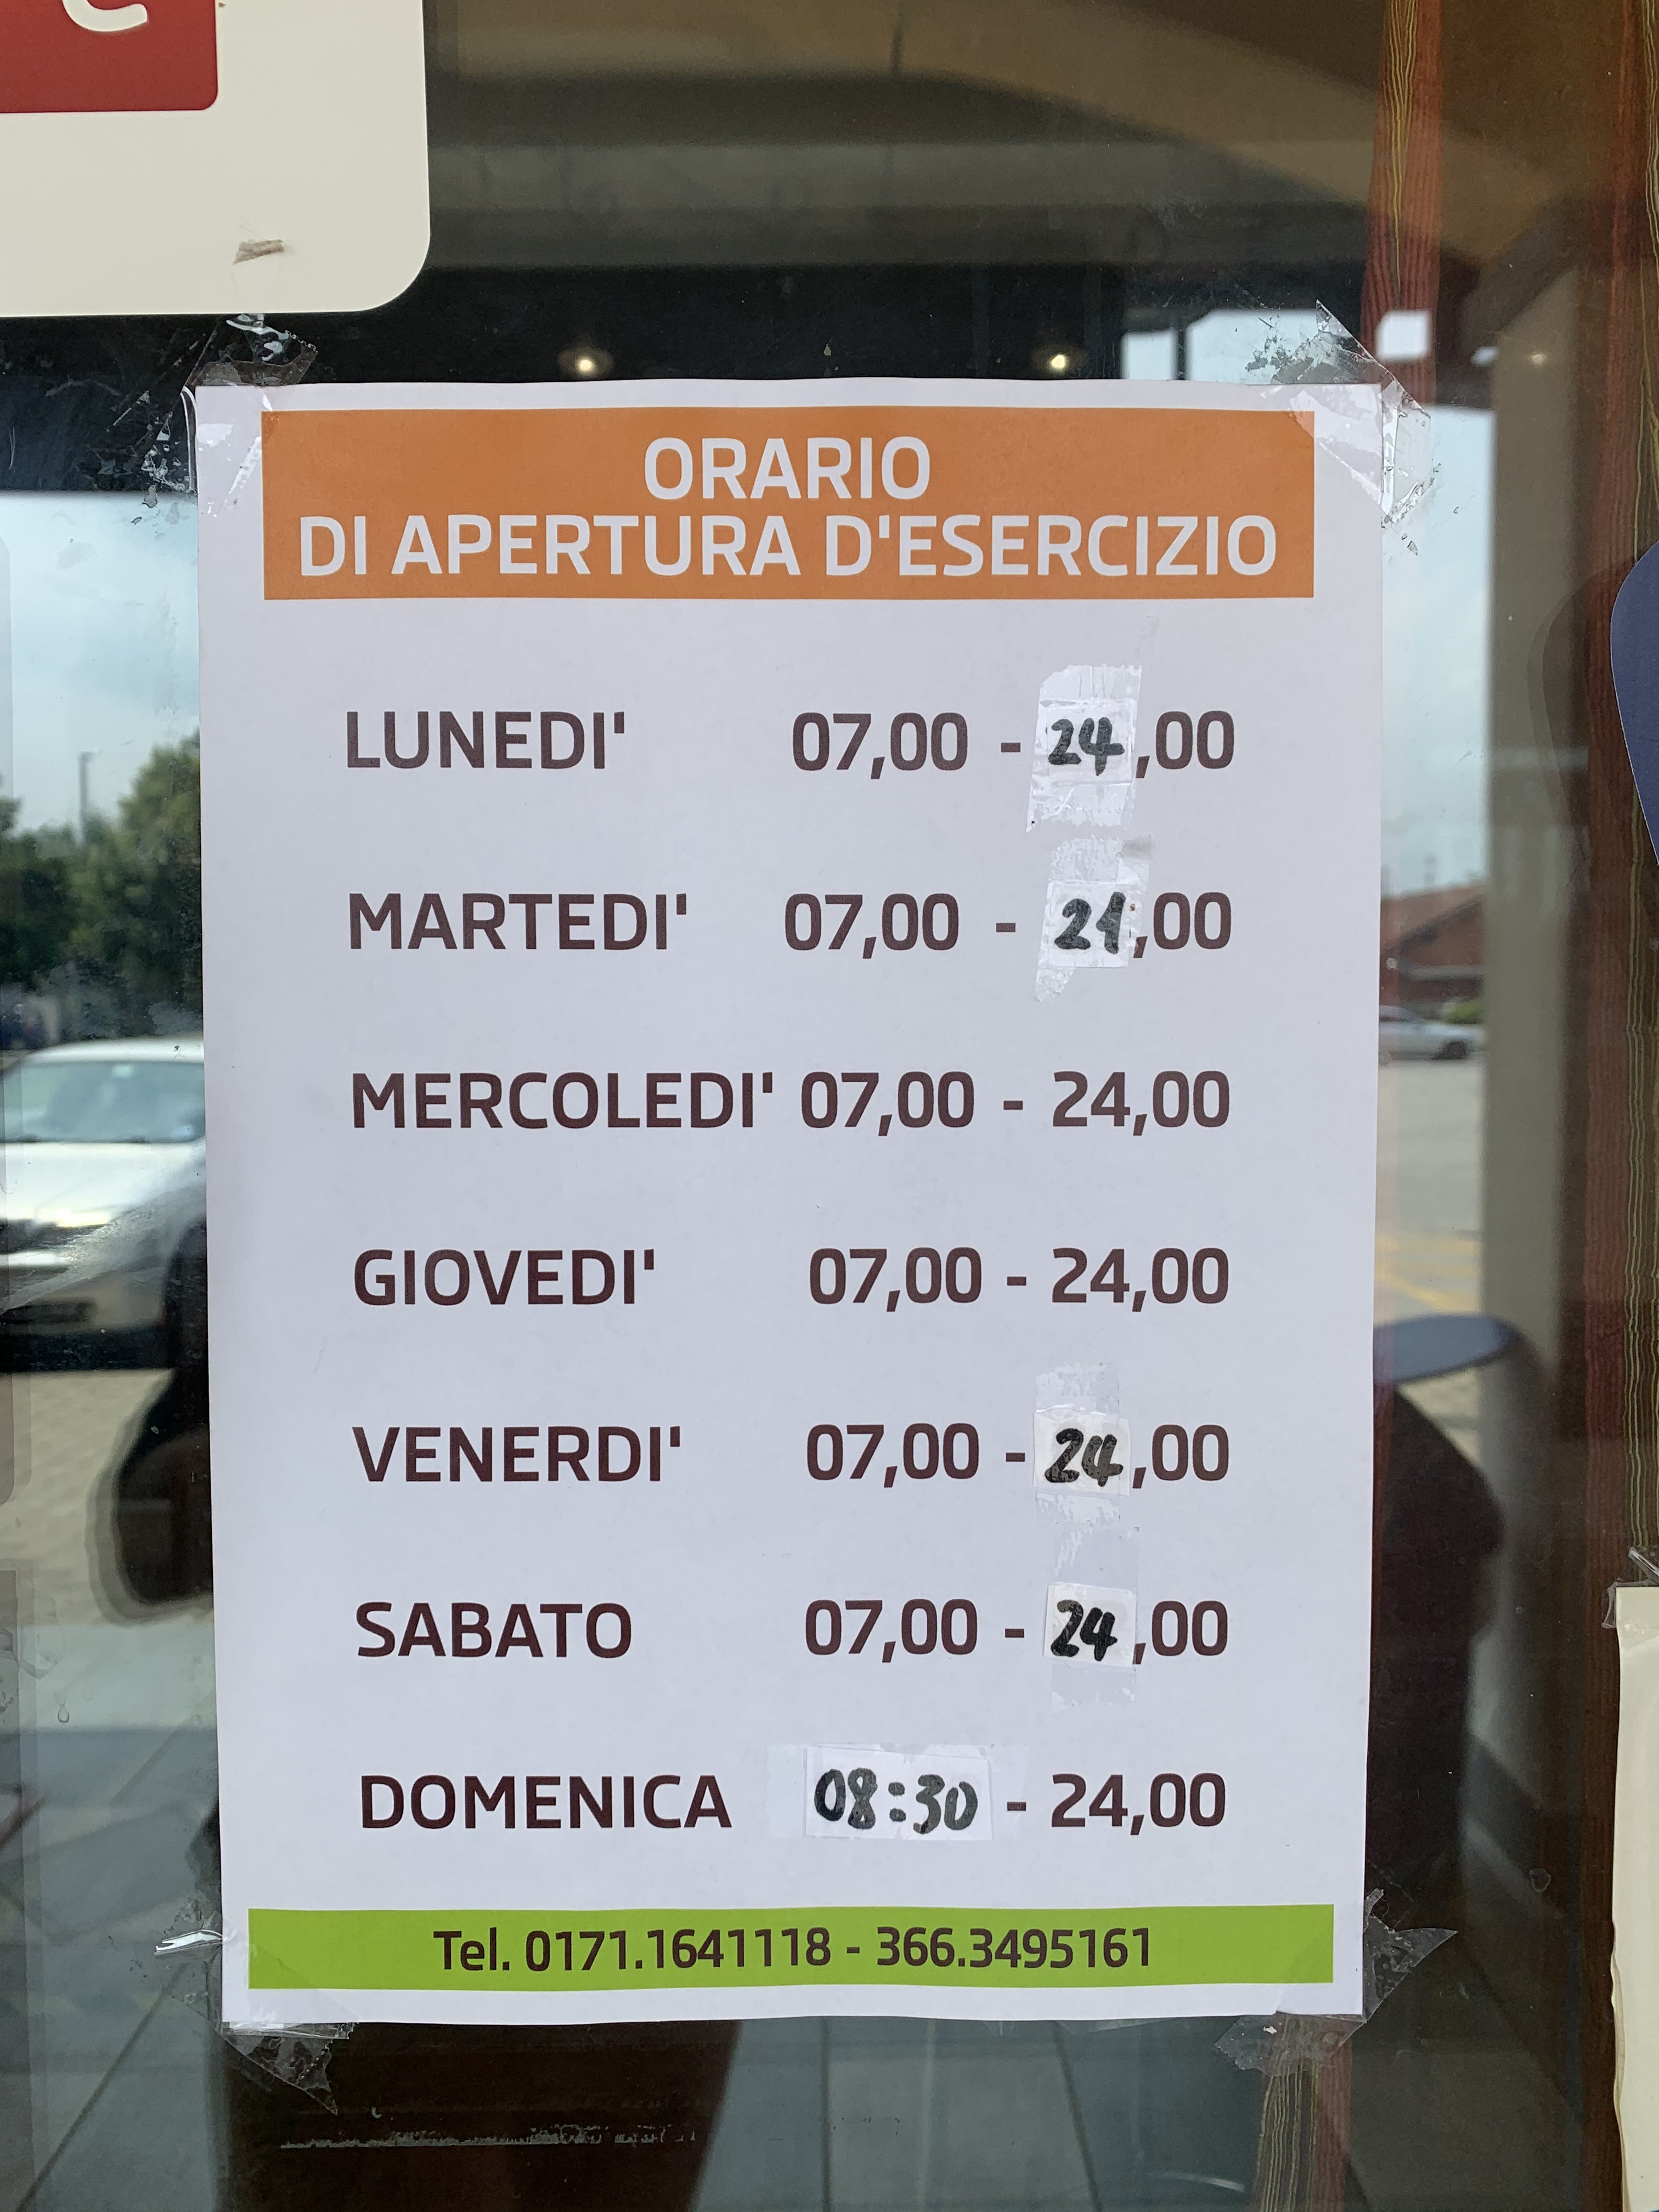 ORARIO
DI APERTURA D'ESERCIZIO
LUNEDI' 07,00 - 24,00
MARTEDI' 07,00 - 21,00
MERCOLEDI' 07,00 - 24,00
GIOVEDI' 07,00 - 24,00
VENERDI' 07,00 - 24,00
SABATO 07,00 - 24,00
DOMENICA 08:30 - 24,00
Tel. 0171.1641118 - 366.3495161